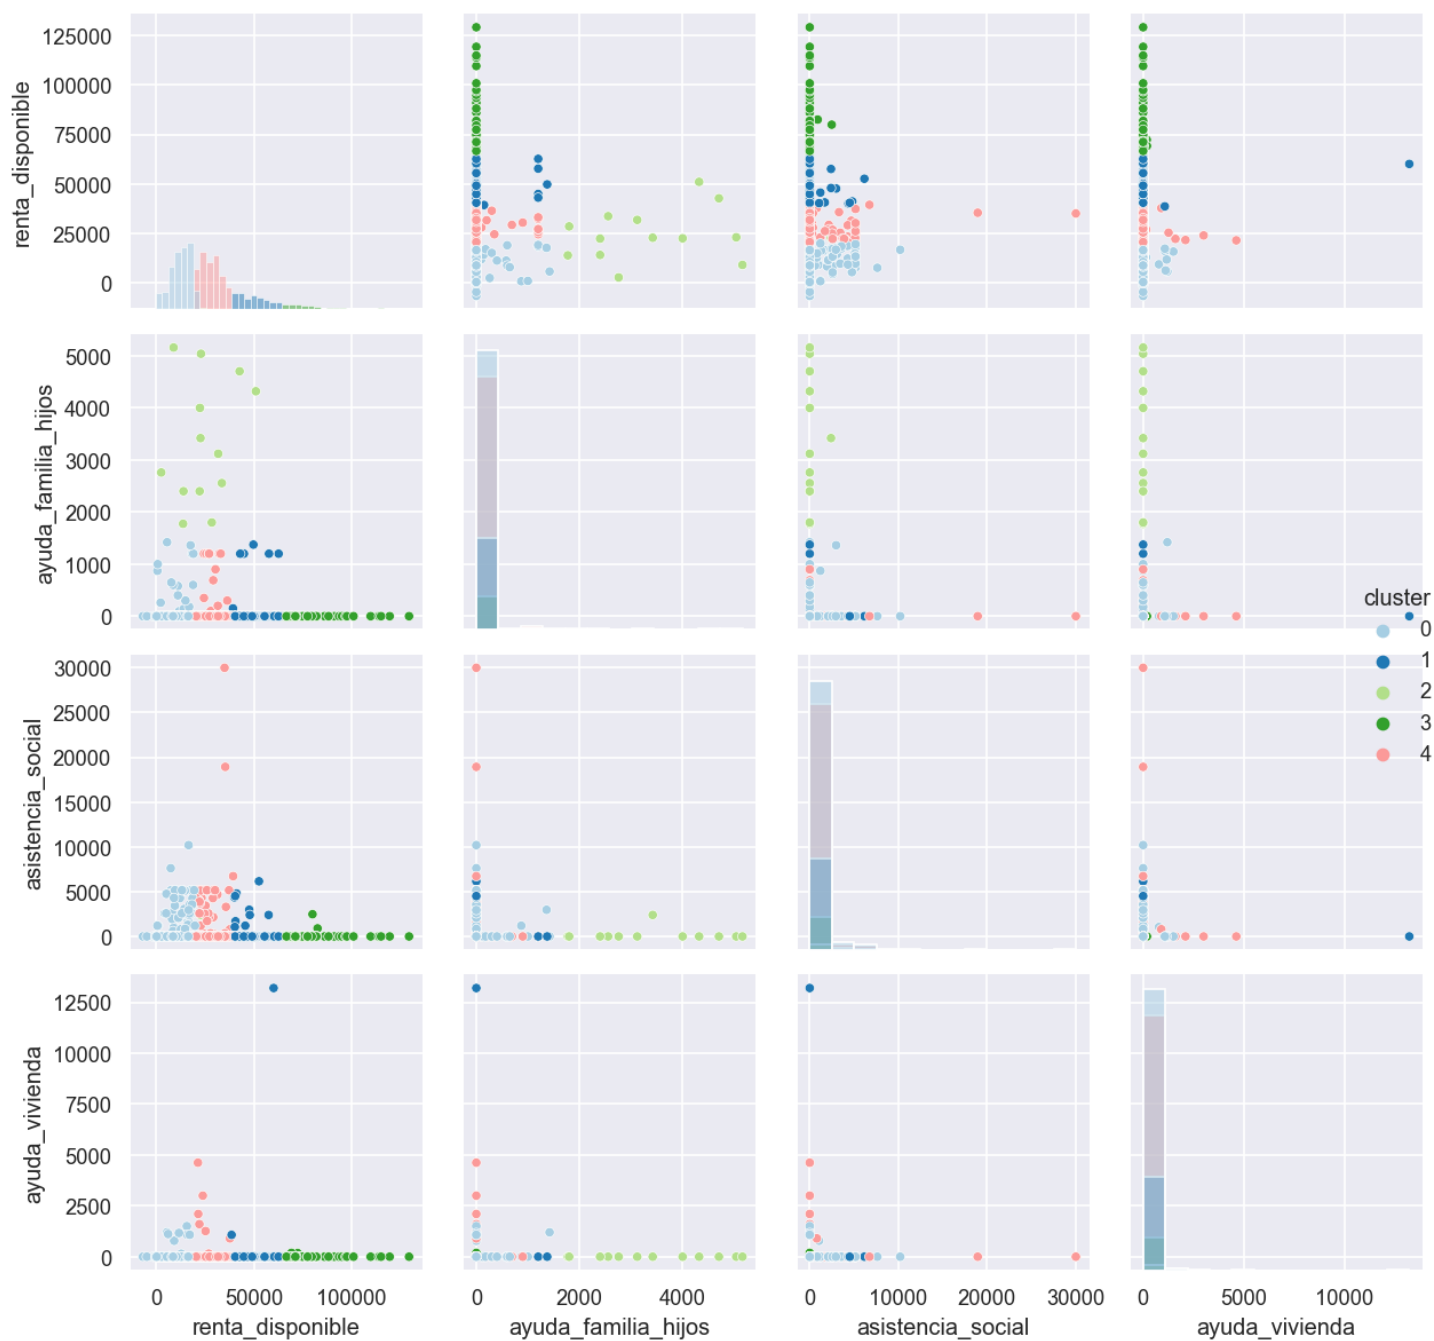 125000
100000
75000
50000
25000
0
renta_disponible
5000
4000
3000
2000
1000
0
ayuda_familia_hijos
cluster
0
1
2
3
4
30000
25000
20000
15000
10000
5000
0
asistencia_social
12500
10000
7500
5000
2500
0
ayuda_vivienda
0 50000 100000
0 2000 4000
0 10000 20000 30000
0 5000 10000
renta_disponible
ayuda_familia_hijos
asistencia_social
ayuda_vivienda